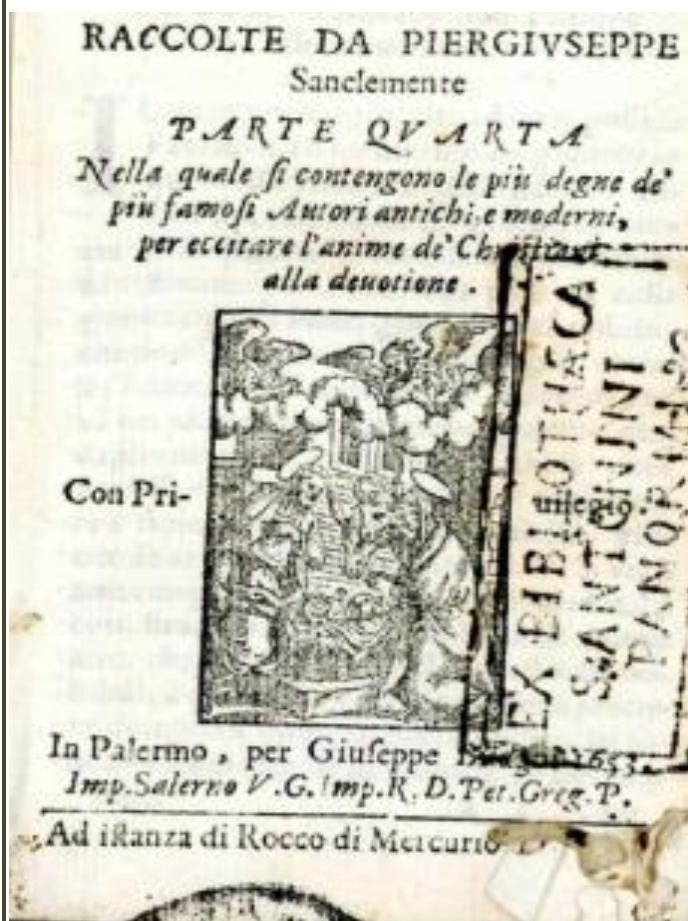 RACCOLTE DA PIERGIVSEPPE
Sanclemente
PARTE QVARTA
Nella quale ſi contengono le più degne de'
più famoſi Autori antichi, e moderni,
per eccitare l'anime de' Chriſtiani
alla deuotione.
Con Pri-
uilegio.
EX BIBLIOTHECA
S. ANTONINI
PANORMI
In Palermo, per Giuſeppe 1653.
Imp. Salerno V. G. Imp. R. D. Pet. Greg. P.
Ad iſtanza di Rocco di Mercurio